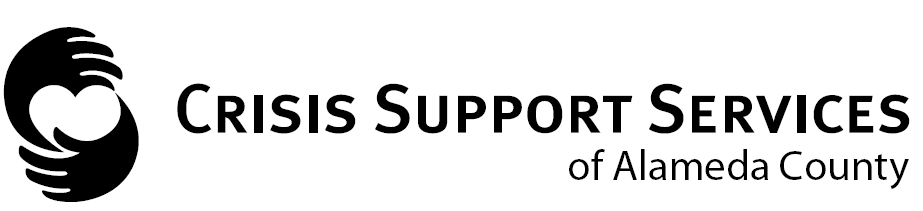 Crisis Support Services
of Alameda County